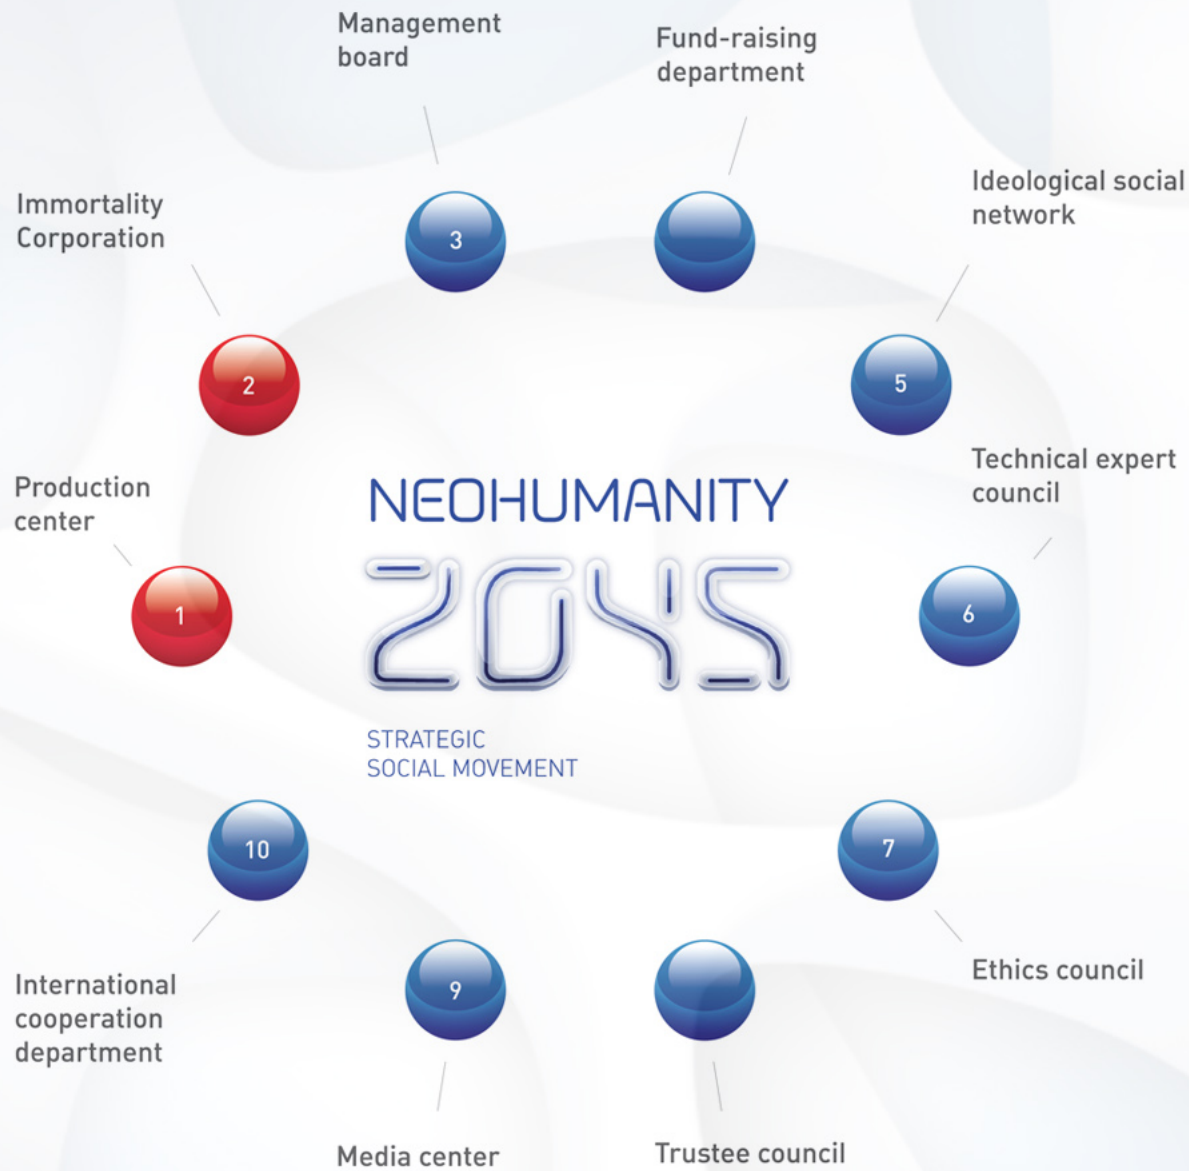 Management
board
Fund-raising
department
Ideological social
network
Immortality
Corporation
3
5
2
Technical expert
council
Production
center
NEOHUMANITY
2045
1
6
STRATEGIC
SOCIAL MOVEMENT
10
7
International
cooperation
department
9
Ethics council
Media center
Trustee council